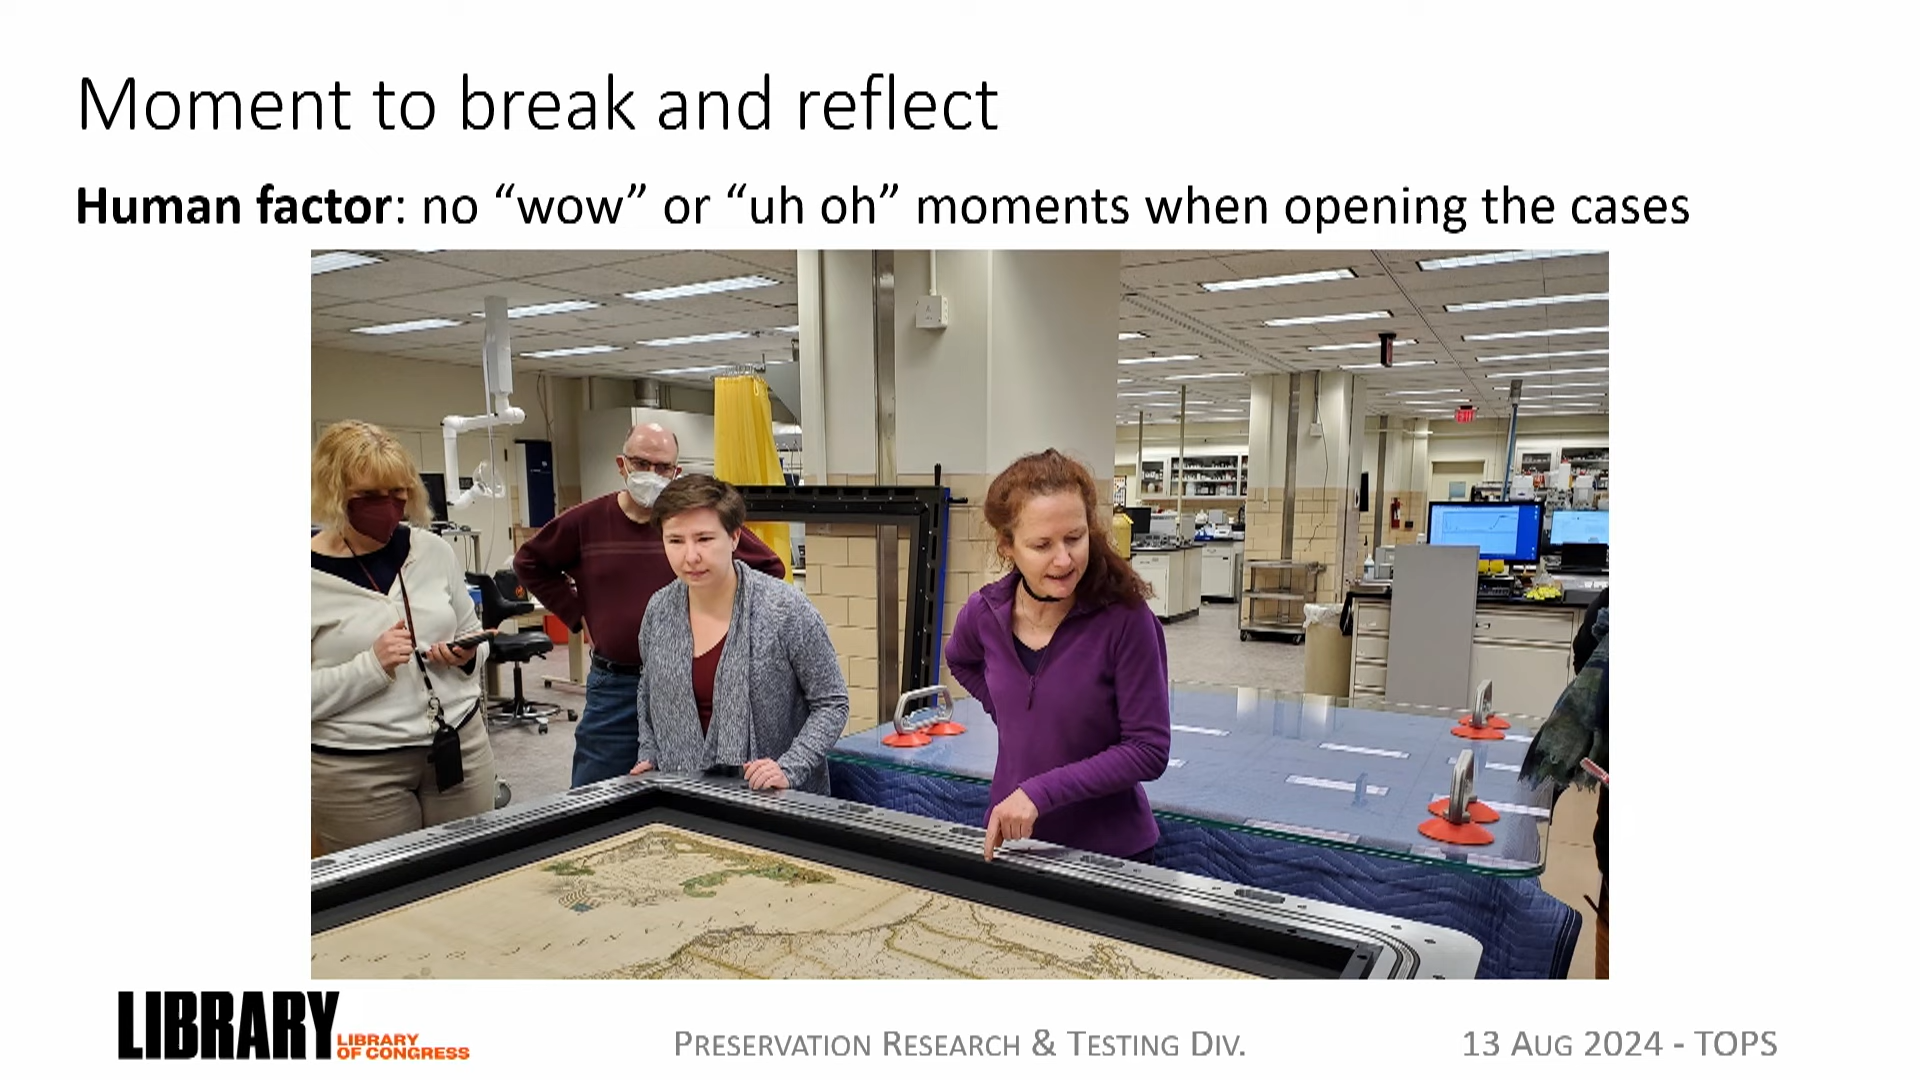 Moment to break and reflect
Human factor: no “wow” or “uh oh” moments when opening the cases
LIBRARY
LIBRARY
OF CONGRESS
PRESERVATION RESEARCH & TESTING DIV.
13 AUG 2024 - TOPS